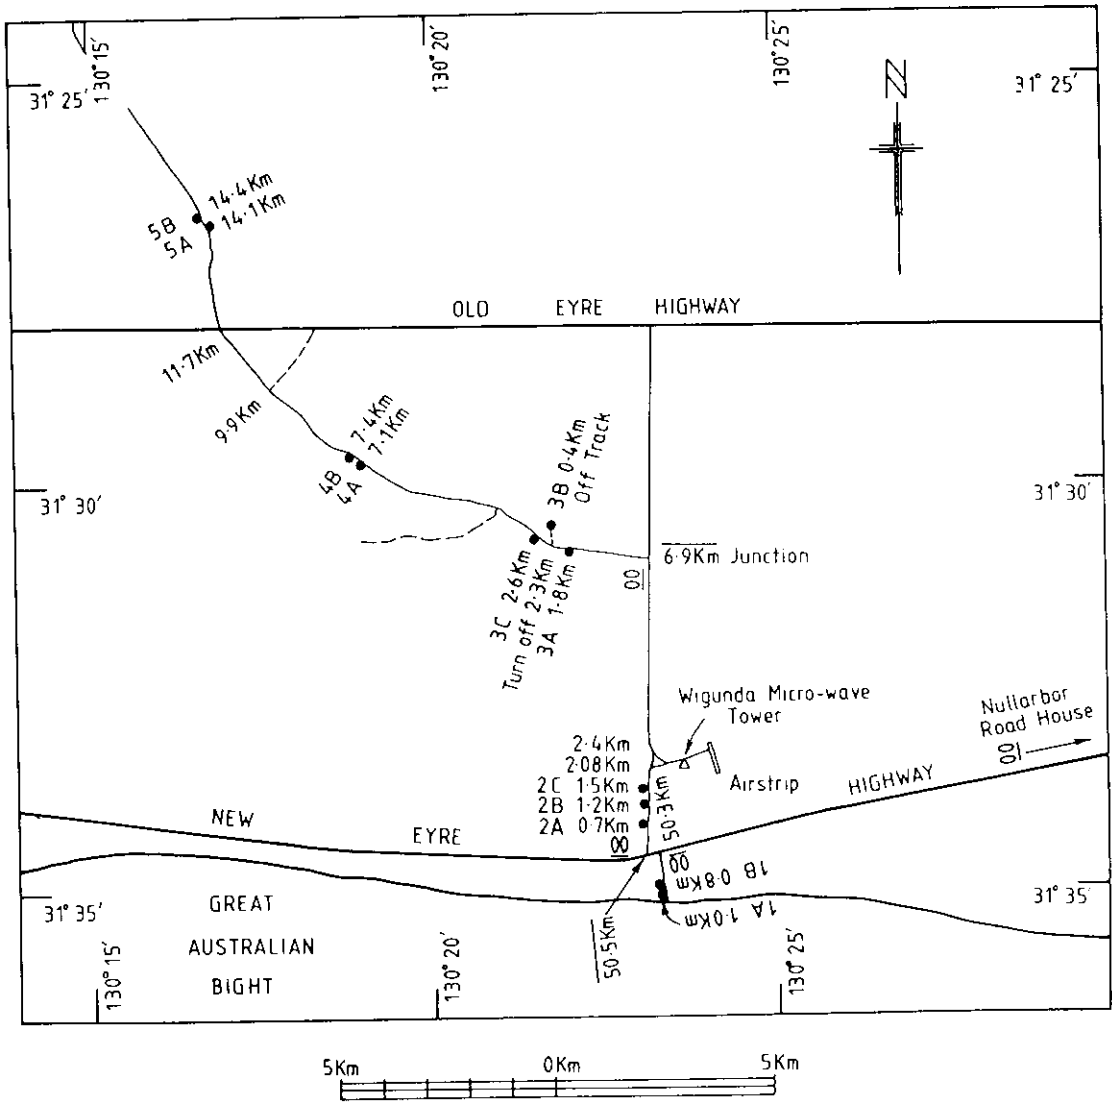 130° 15′
130° 20′
130° 25′
31° 25′
31° 25′
N
14·4Km
14·1Km
5B
5A
OLD EYRE HIGHWAY
11·7Km
9·9Km
7·4Km
7·1Km
4B
4A
3B 0·4Km
Off Track
31° 30′
31° 30′
6·9Km Junction
00
3C 2·6Km
Turn off 2·3Km
3A 1·8Km
Wigunda Micro-wave
Tower
Nullarbor
Road House
00
2·4Km
2·08Km
2C 1·5Km
2B 1·2Km
2A 0·7Km
00
50·3Km
Airstrip
NEW EYRE HIGHWAY
00
1B 0·8Km
1A 1·0Km
50·5Km
31° 35′
31° 35′
GREAT
AUSTRALIAN
BIGHT
130° 15′
130° 20′
130° 25′
5Km 0Km 5Km